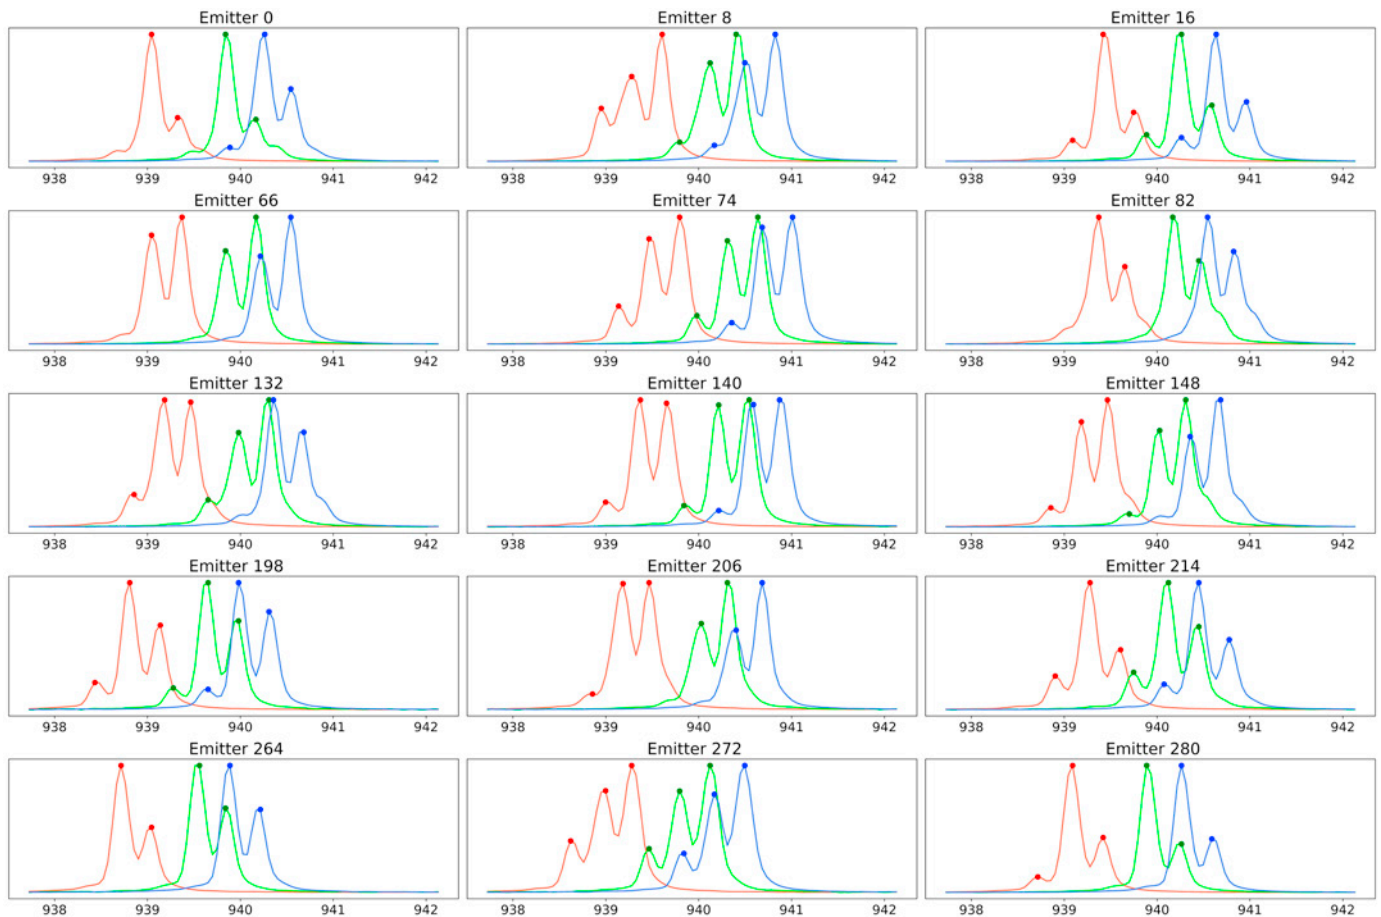 Emitter 0 Emitter 8 Emitter 16
938 939 940 941 942 938 939 940 941 942 938 939 940 941 942
Emitter 66 Emitter 74 Emitter 82
938 939 940 941 942 938 939 940 941 942 938 939 940 941 942
Emitter 132 Emitter 140 Emitter 148
938 939 940 941 942 938 939 940 941 942 938 939 940 941 942
Emitter 198 Emitter 206 Emitter 214
938 939 940 941 942 938 939 940 941 942 938 939 940 941 942
Emitter 264 Emitter 272 Emitter 280
938 939 940 941 942 938 939 940 941 942 938 939 940 941 942